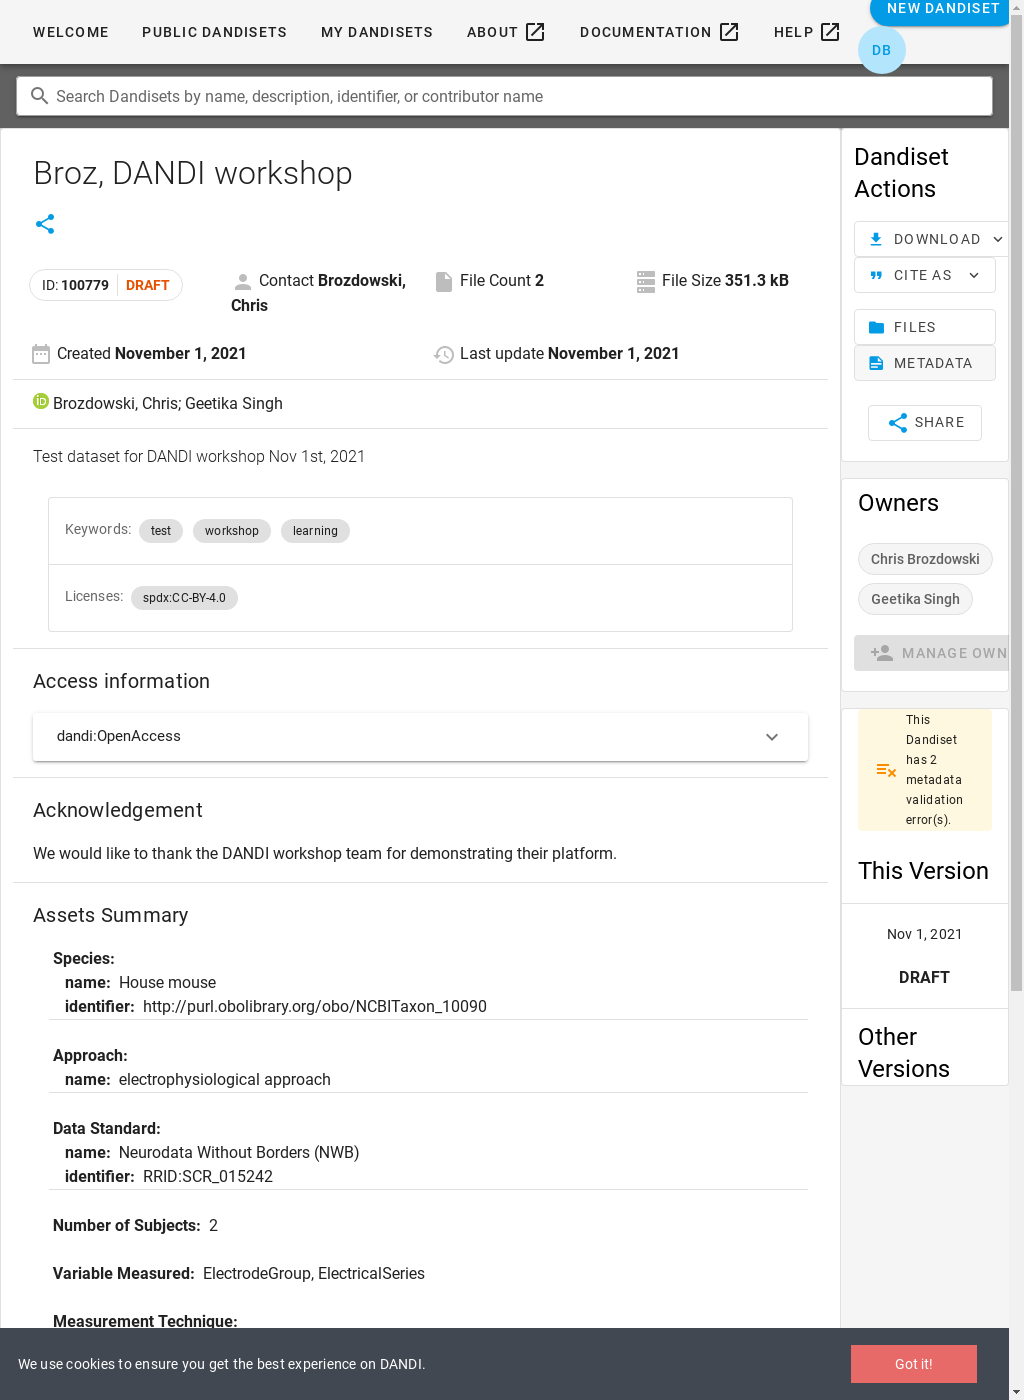 WELCOME PUBLIC DANDISETS MY DANDISETS ABOUT DOCUMENTATION HELP NEW DANDISET
DB
Search Dandisets by name, description, identifier, or contributor name
Broz, DANDI workshop
ID: 100779 DRAFT
Contact Brozdowski,
Chris
File Count 2
File Size 351.3 kB
Created November 1, 2021
Last update November 1, 2021
iD Brozdowski, Chris; Geetika Singh
Test dataset for DANDI workshop Nov 1st, 2021
Keywords: test workshop learning
Licenses: spdx:CC-BY-4.0
Access information
dandi:OpenAccess
Acknowledgement
We would like to thank the DANDI workshop team for demonstrating their platform.
Assets Summary
Species:
name: House mouse
identifier: http://purl.obolibrary.org/obo/NCBITaxon_10090
Approach:
name: electrophysiological approach
Data Standard:
name: Neurodata Without Borders (NWB)
identifier: RRID:SCR_015242
Number of Subjects: 2
Variable Measured: ElectrodeGroup, ElectricalSeries
Measurement Technique:
Dandiset
Actions
DOWNLOAD
CITE AS
FILES
METADATA
SHARE
Owners
Chris Brozdowski
Geetika Singh
MANAGE OWN
This
Dandiset
has 2
metadata
validation
error(s).
This Version
Nov 1, 2021
DRAFT
Other
Versions
We use cookies to ensure you get the best experience on DANDI.
Got it!